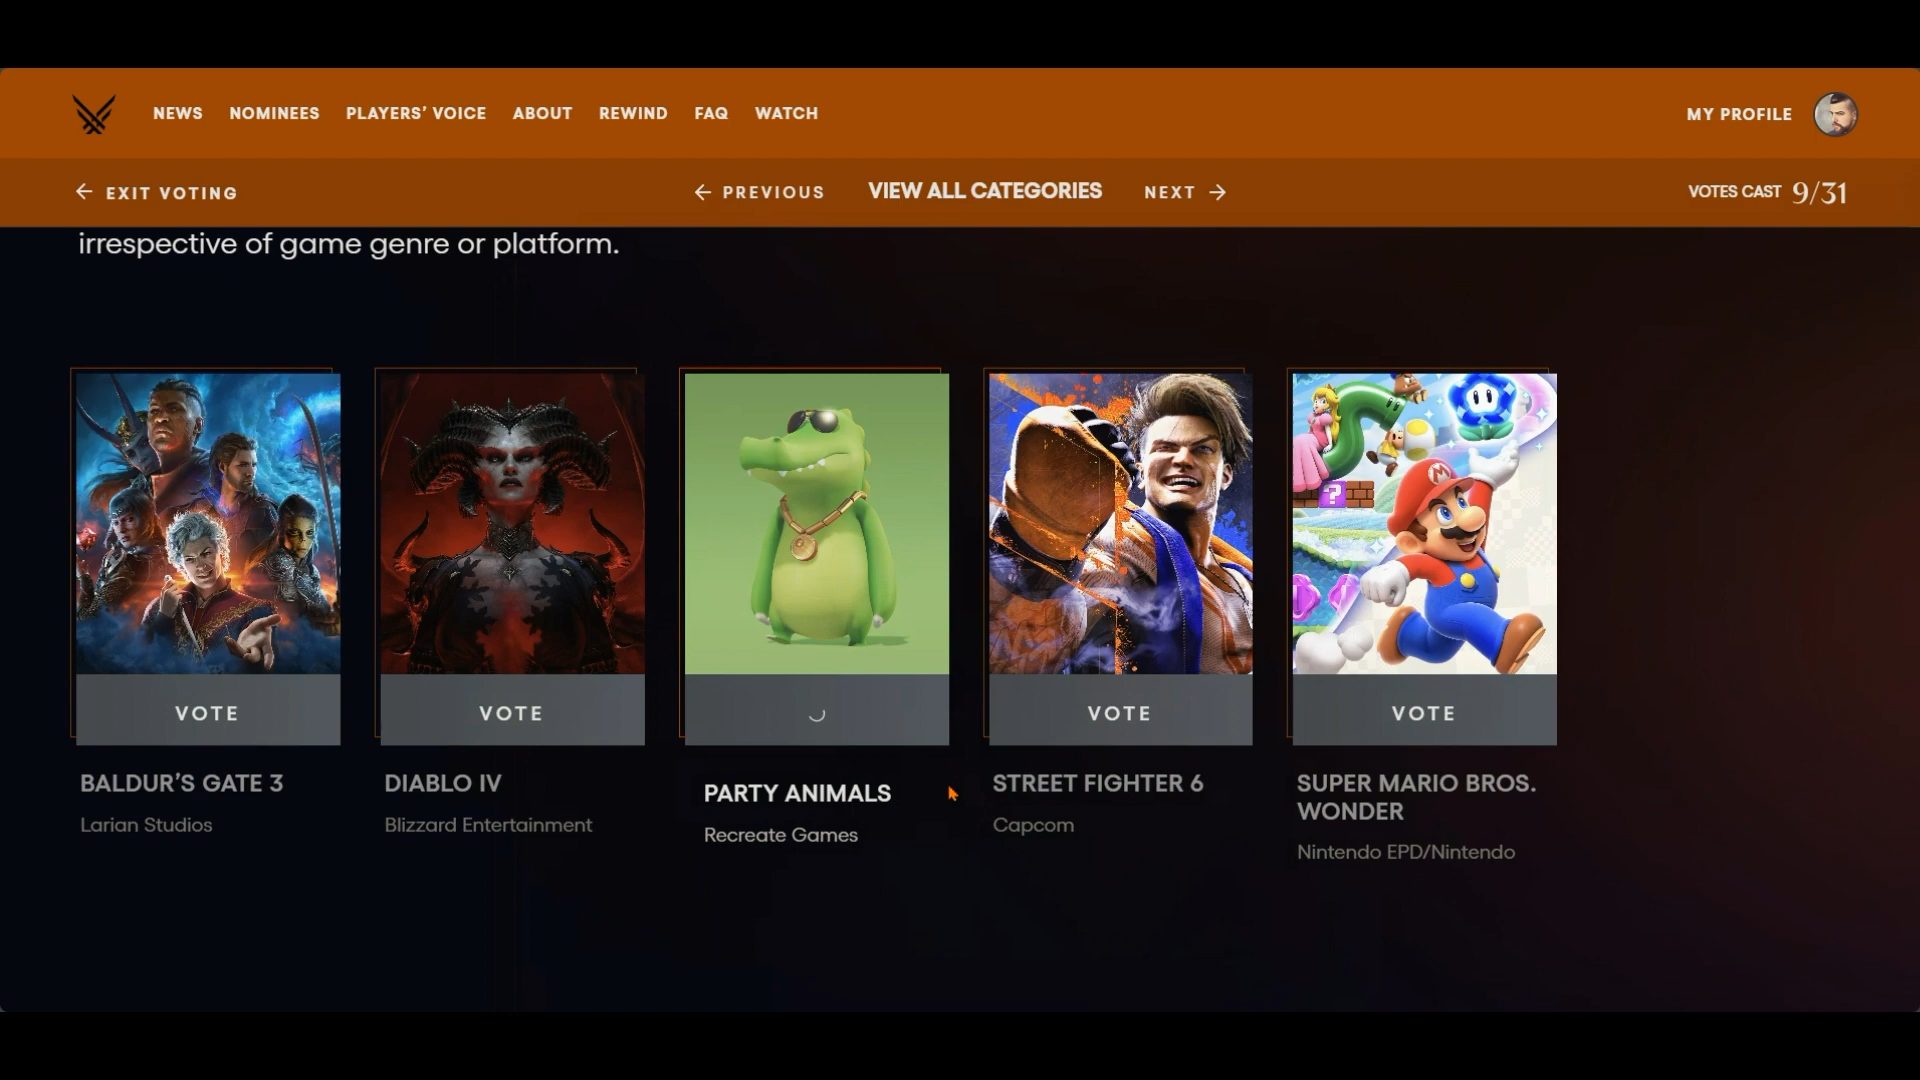 NEWS NOMINEES PLAYERS’ VOICE ABOUT REWIND FAQ WATCH MY PROFILE
EXIT VOTING PREVIOUS VIEW ALL CATEGORIES NEXT VOTES CAST 9/31
irrespective of game genre or platform.
M
?
VOTE VOTE VOTE VOTE
BALDUR’S GATE 3
Larian Studios
DIABLO IV
Blizzard Entertainment
PARTY ANIMALS
Recreate Games
STREET FIGHTER 6
Capcom
SUPER MARIO BROS.
WONDER
Nintendo EPD/Nintendo